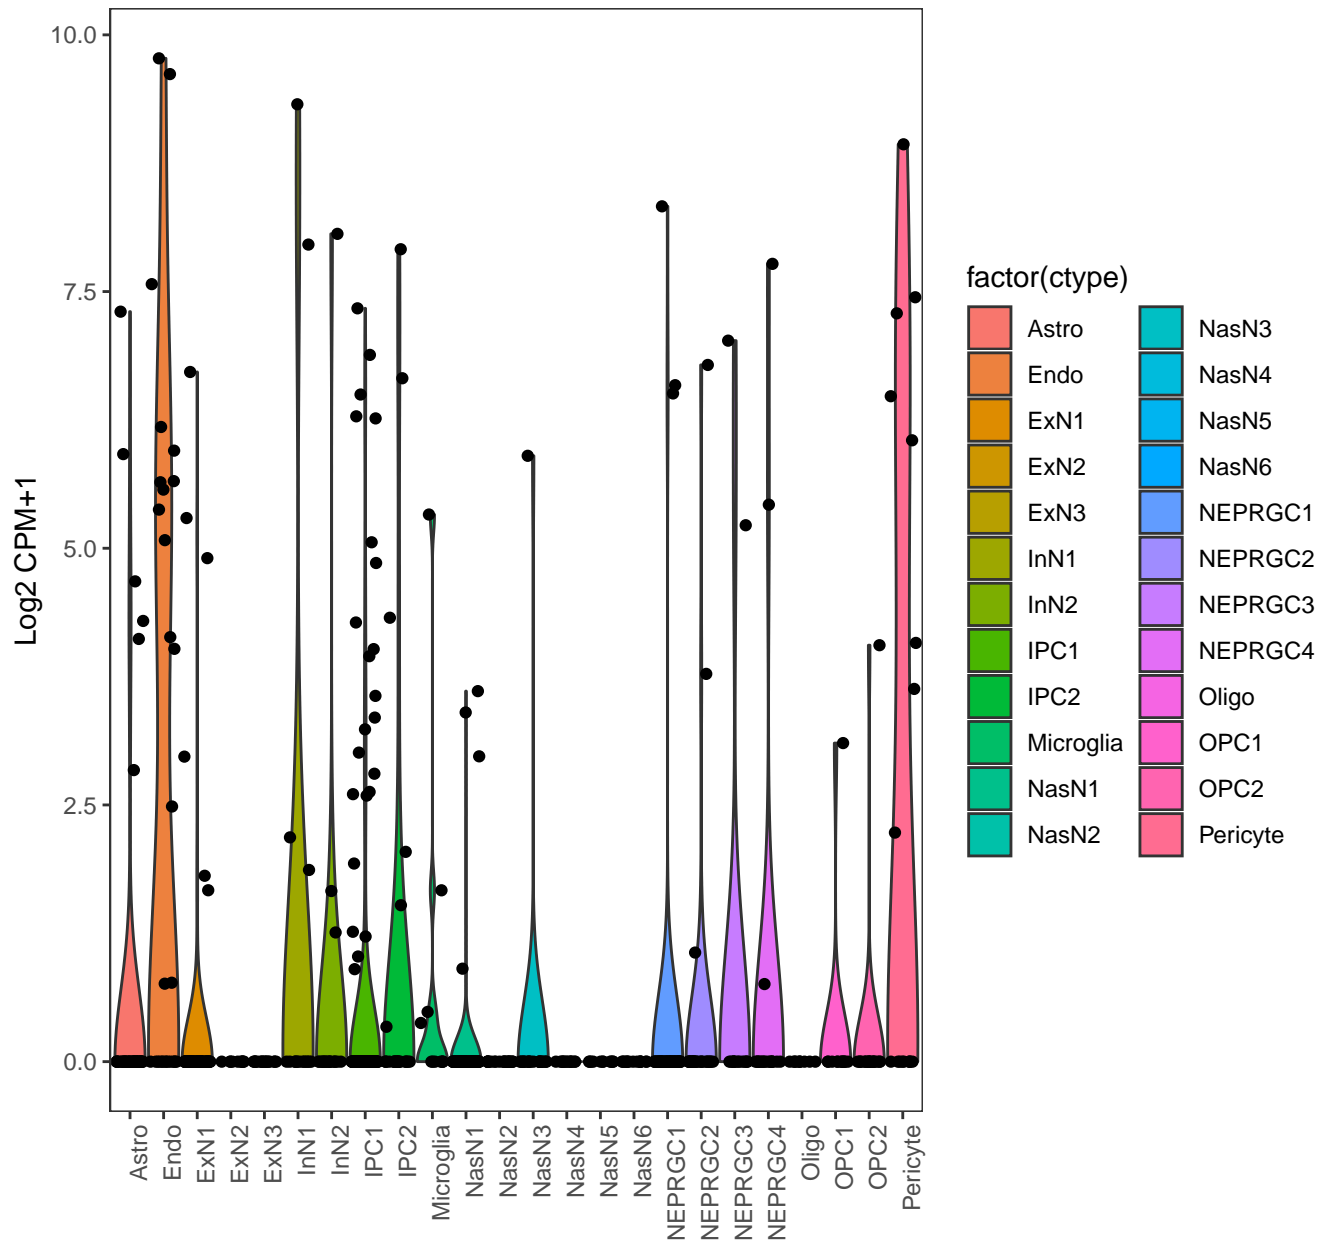 10.0
7.5
5.0
2.5
0.0
Log2 CPM+1
Astro
Endo
ExN1
ExN2
ExN3
InN1
InN2
IPC1
IPC2
Microglia
NasN1
NasN2
NasN3
NasN4
NasN5
NasN6
NEPRGC1
NEPRGC2
NEPRGC3
NEPRGC4
Oligo
OPC1
OPC2
Pericyte
factor(ctype)
Astro
Endo
ExN1
ExN2
ExN3
InN1
InN2
IPC1
IPC2
Microglia
NasN1
NasN2
NasN3
NasN4
NasN5
NasN6
NEPRGC1
NEPRGC2
NEPRGC3
NEPRGC4
Oligo
OPC1
OPC2
Pericyte